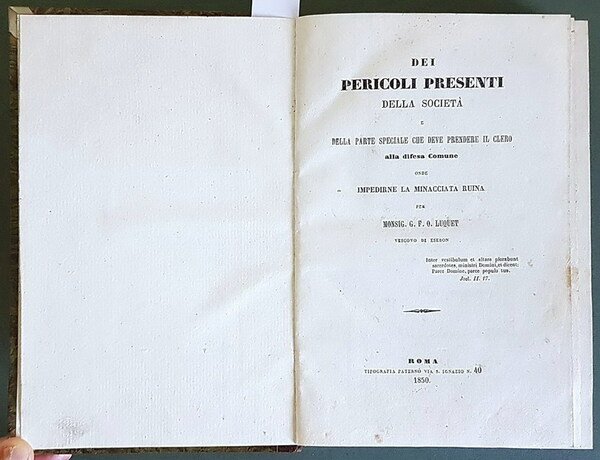 DEI
PERICOLI PRESENTI
DELLA SOCIETÀ
E
DELLA PARTE SPECIALE CHE DEVE PRENDERE IL CLERO
alla difesa Comune
ONDE
IMPEDIRNE LA MINACCIATA RUINA
PER
MONSIG. G. F. O. LUQUET
VESCOVO DI ESEBON
Inter vestibulum et altare plorabunt
sacerdotes, ministri Domini, et dicent:
Parce Domine, parce populo tuo.
Joel. II. 17.
ROMA
TIPOGRAFIA PATERNO VIA S. IGNAZIO N. 40
1850.